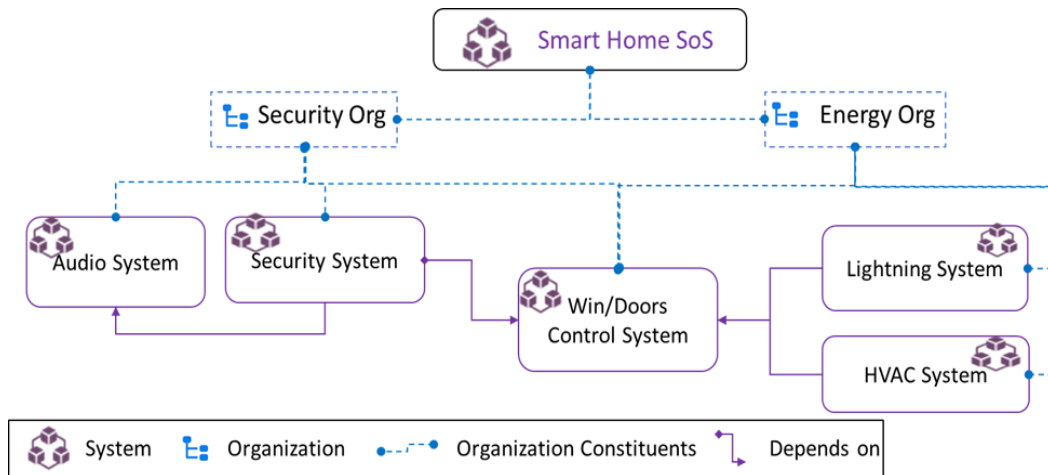 Smart Home SoS
Security Org
Energy Org
Audio System
Security System
Win/Doors
Control System
Lightning System
HVAC System
System
Organization
Organization Constituents
Depends on